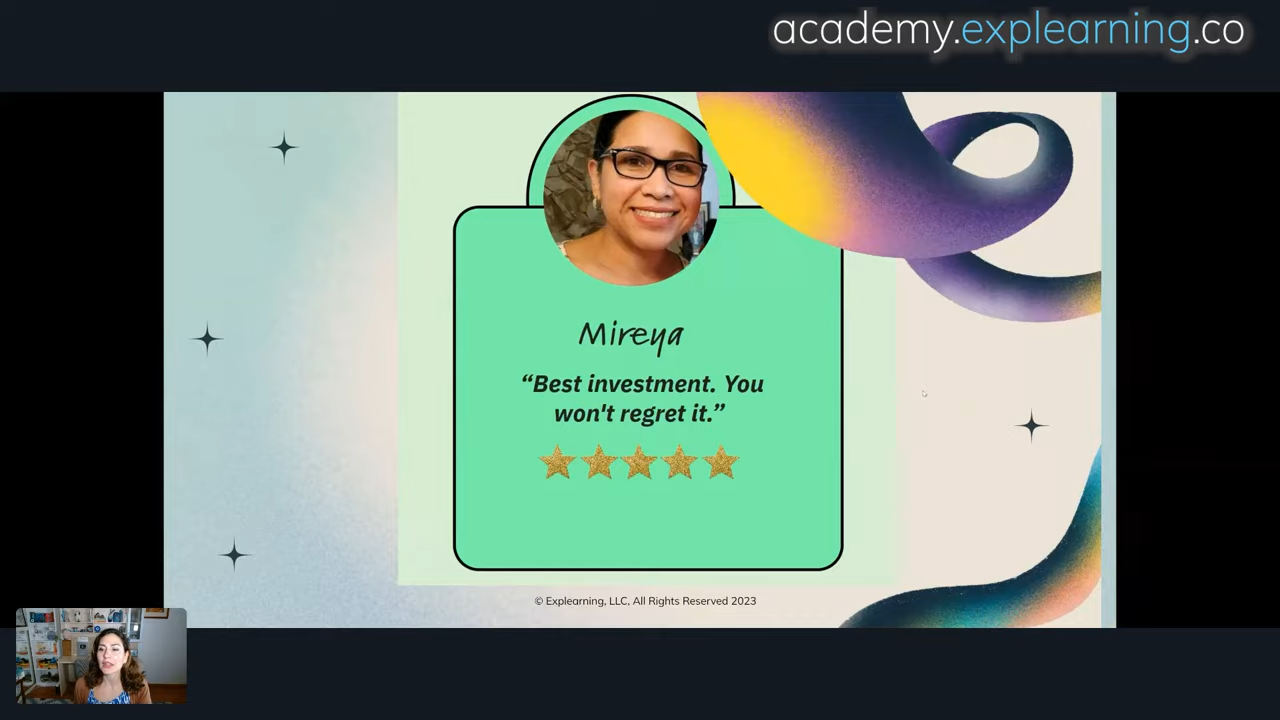 academy.explearning.co
Mireya
“Best investment. You
won't regret it.”
© Explearning, LLC, All Rights Reserved 2023